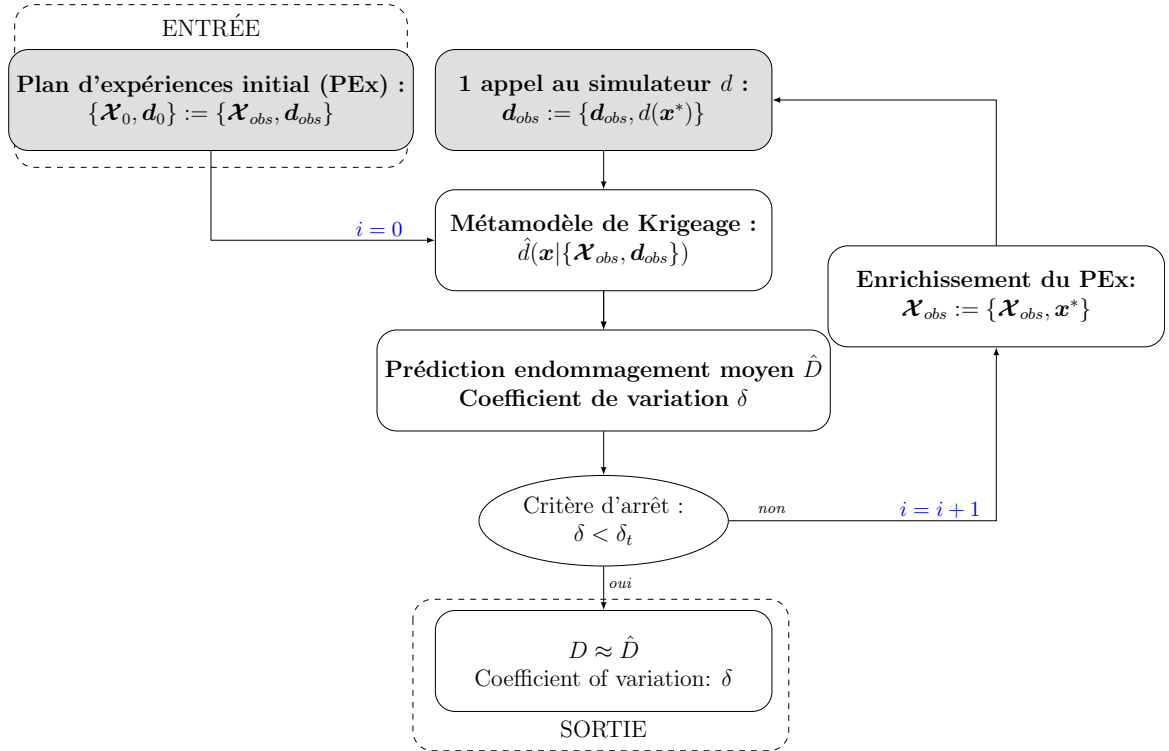 ENTRÉE
Plan d'expériences initial (PEx) :
{𝓧₀, d₀} := {𝓧_obs, d_obs}
1 appel au simulateur d :
d_obs := {d_obs, d(x*)}
i = 0
Métamodèle de Krigeage :
d̂(x|{𝓧_obs, d_obs})
Enrichissement du PEx:
𝓧_obs := {𝓧_obs, x*}
Prédiction endommagement moyen D̂
Coefficient de variation δ
Critère d'arrêt :
δ < δ_t
non
i = i + 1
oui
D ≈ D̂
Coefficient of variation: δ
SORTIE